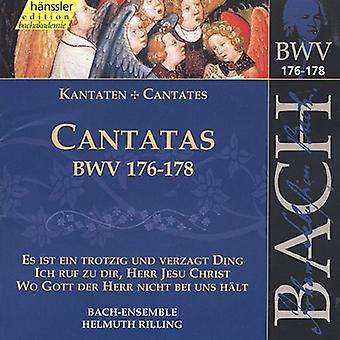 hänssler
edition
bachakademie
BWV
176-178
KANTATEN + CANTATES
CANTATAS
BWV 176-178
BACH
ES IST EIN TROTZIG UND VERZAGT DING
ICH RUF ZU DIR, HERR JESU CHRIST
WO GOTT DER HERR NICHT BEI UNS HÄLT
BACH-ENSEMBLE
HELMUTH RILLING